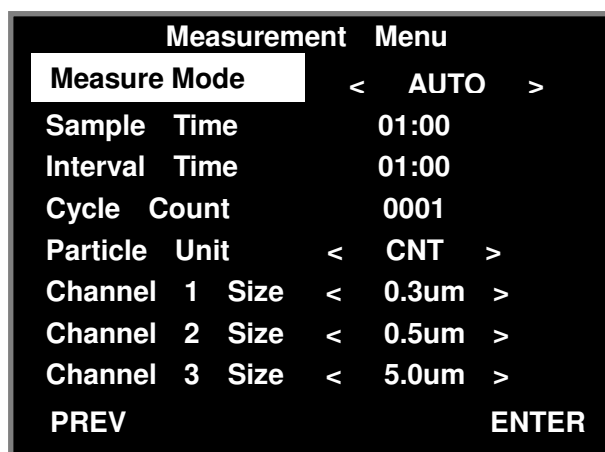 Measurement Menu
Measure Mode < AUTO >
Sample Time 01:00
Interval Time 01:00
Cycle Count 0001
Particle Unit < CNT >
Channel 1 Size < 0.3um >
Channel 2 Size < 0.5um >
Channel 3 Size < 5.0um >
PREV ENTER